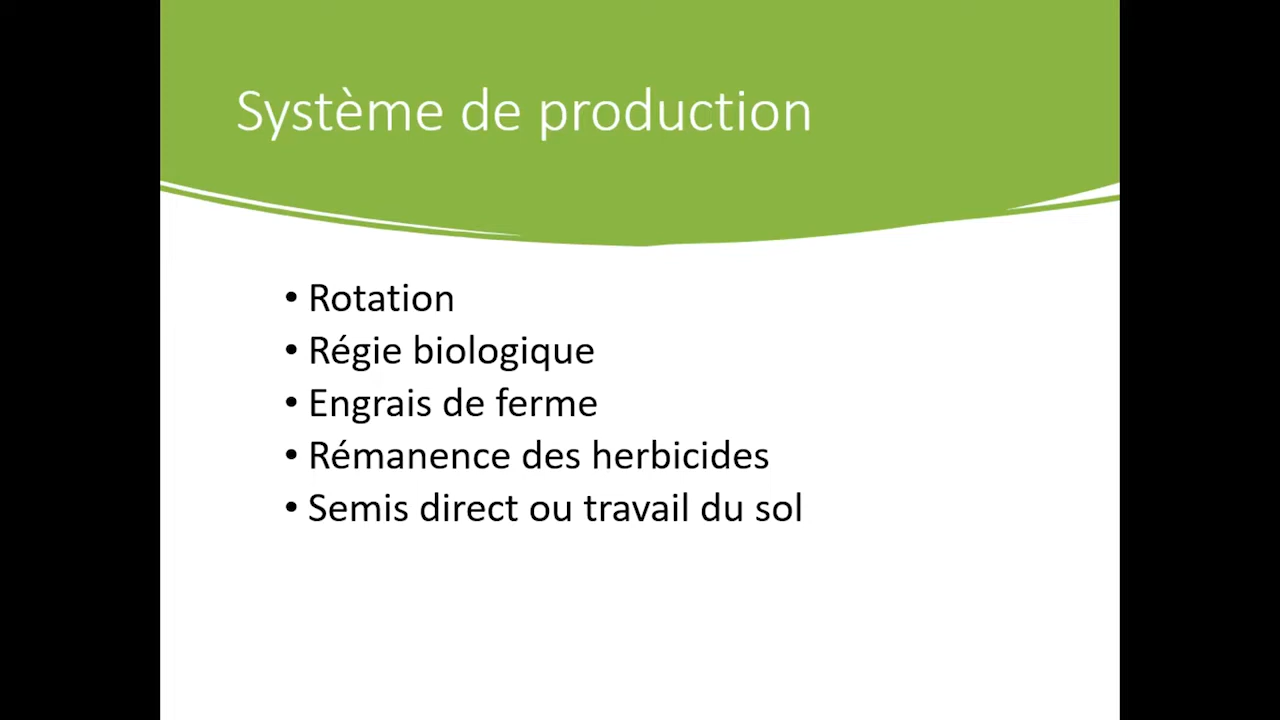 Système de production
• Rotation
• Régie biologique
• Engrais de ferme
• Rémanence des herbicides
• Semis direct ou travail du sol